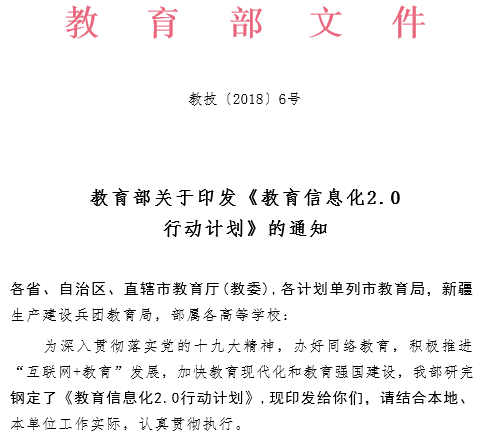 教育部文件
教技〔2018〕6号
教育部关于印发《教育信息化2.0
行动计划》的通知
各省、自治区、直辖市教育厅(教委),各计划单列市教育局，新疆
生产建设兵团教育局，部属各高等学校：
为深入贯彻落实党的十九大精神，办好网络教育，积极推进
“互联网+教育”发展，加快教育现代化和教育强国建设，我部研究
钢定了《教育信息化2.0行动计划》,现印发给你们，请结合本地、
本单位工作实际，认真贯彻执行。